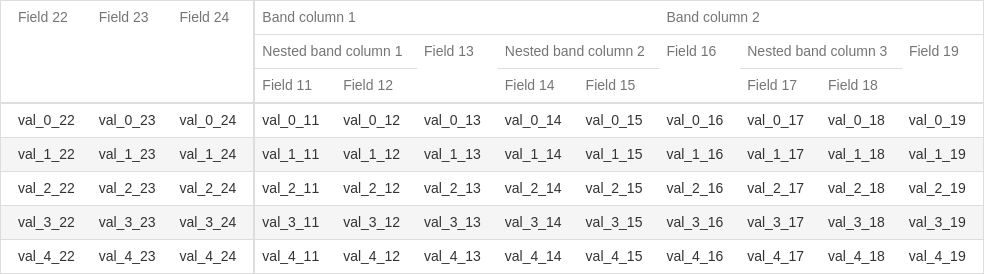 Field 22 Field 23 Field 24 Band column 1 Band column 2
Nested band column 1 Field 13 Nested band column 2 Field 16 Nested band column 3 Field 19
Field 11 Field 12 Field 14 Field 15 Field 17 Field 18
val_0_22 val_0_23 val_0_24 val_0_11 val_0_12 val_0_13 val_0_14 val_0_15 val_0_16 val_0_17 val_0_18 val_0_19
val_1_22 val_1_23 val_1_24 val_1_11 val_1_12 val_1_13 val_1_14 val_1_15 val_1_16 val_1_17 val_1_18 val_1_19
val_2_22 val_2_23 val_2_24 val_2_11 val_2_12 val_2_13 val_2_14 val_2_15 val_2_16 val_2_17 val_2_18 val_2_19
val_3_22 val_3_23 val_3_24 val_3_11 val_3_12 val_3_13 val_3_14 val_3_15 val_3_16 val_3_17 val_3_18 val_3_19
val_4_22 val_4_23 val_4_24 val_4_11 val_4_12 val_4_13 val_4_14 val_4_15 val_4_16 val_4_17 val_4_18 val_4_19